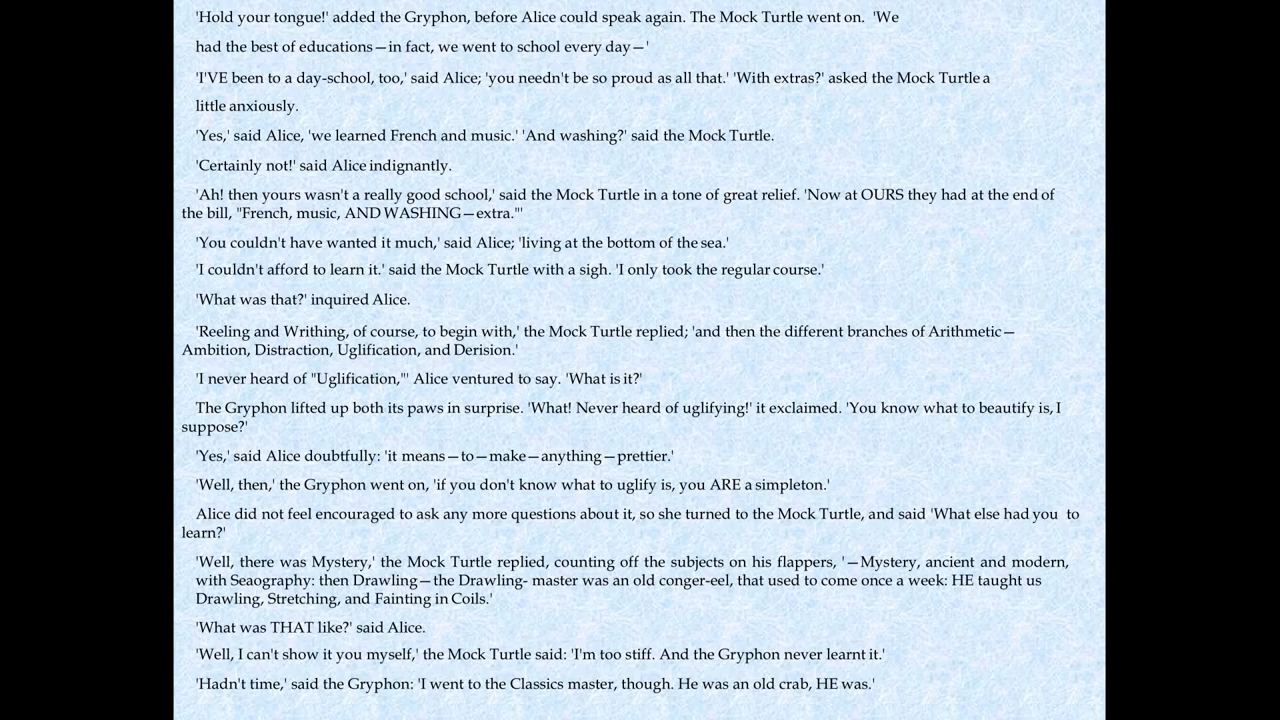 'Hold your tongue!' added the Gryphon, before Alice could speak again. The Mock Turtle went on. 'We
had the best of educations—in fact, we went to school every day—'
'I'VE been to a day-school, too,' said Alice; 'you needn't be so proud as all that.' 'With extras?' asked the Mock Turtle a
little anxiously.
'Yes,' said Alice, 'we learned French and music.' 'And washing?' said the Mock Turtle.
'Certainly not!' said Alice indignantly.
'Ah! then yours wasn't a really good school,' said the Mock Turtle in a tone of great relief. 'Now at OURS they had at the end of
the bill, "French, music, AND WASHING—extra."'
'You couldn't have wanted it much,' said Alice; 'living at the bottom of the sea.'
'I couldn't afford to learn it.' said the Mock Turtle with a sigh. 'I only took the regular course.'
'What was that?' inquired Alice.
'Reeling and Writhing, of course, to begin with,' the Mock Turtle replied; 'and then the different branches of Arithmetic—
Ambition, Distraction, Uglification, and Derision.'
'I never heard of "Uglification,"' Alice ventured to say. 'What is it?'
The Gryphon lifted up both its paws in surprise. 'What! Never heard of uglifying!' it exclaimed. 'You know what to beautify is, I
suppose?'
'Yes,' said Alice doubtfully: 'it means—to—make—anything—prettier.'
'Well, then,' the Gryphon went on, 'if you don't know what to uglify is, you ARE a simpleton.'
Alice did not feel encouraged to ask any more questions about it, so she turned to the Mock Turtle, and said 'What else had you to
learn?'
'Well, there was Mystery,' the Mock Turtle replied, counting off the subjects on his flappers, '—Mystery, ancient and modern,
with Seaography: then Drawling—the Drawling- master was an old conger-eel, that used to come once a week: HE taught us
Drawling, Stretching, and Fainting in Coils.'
'What was THAT like?' said Alice.
'Well, I can't show it you myself,' the Mock Turtle said: 'I'm too stiff. And the Gryphon never learnt it.'
'Hadn't time,' said the Gryphon: 'I went to the Classics master, though. He was an old crab, HE was.'